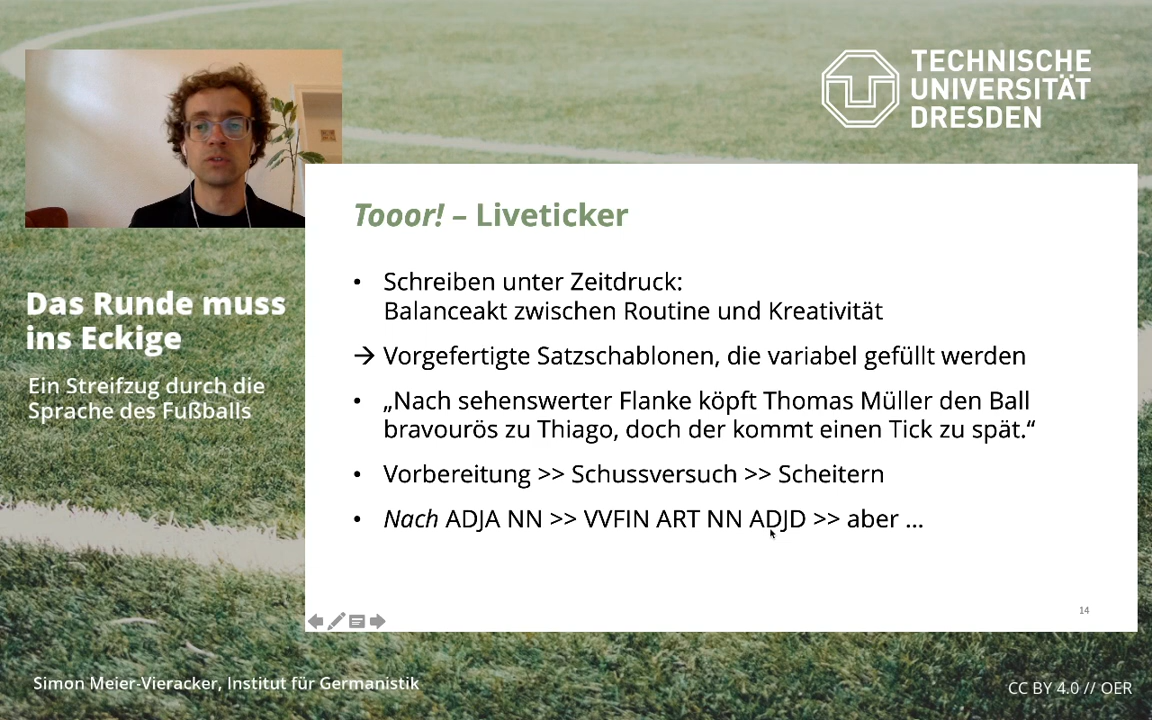 TECHNISCHE
UNIVERSITÄT
DRESDEN
Das Runde muss
ins Eckige
Ein Streifzug durch die
Sprache des Fußballs
Tooor! – Liveticker
• Schreiben unter Zeitdruck:
Balanceakt zwischen Routine und Kreativität
→ Vorgefertigte Satzschablonen, die variabel gefüllt werden
• „Nach sehenswerter Flanke köpft Thomas Müller den Ball
bravourös zu Thiago, doch der kommt einen Tick zu spät.“
• Vorbereitung >> Schussversuch >> Scheitern
• Nach ADJA NN >> VVFIN ART NN ADJD >> aber ...
14
Simon Meier-Vieracker, Institut für Germanistik
CC BY 4.0 // OER